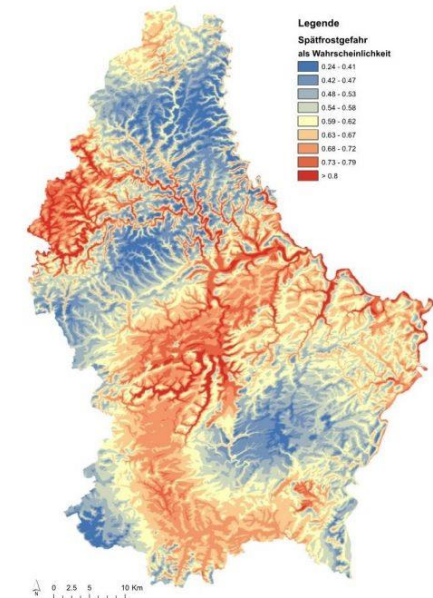 Legende
Spätfrostgefahr
als Wahrscheinlichkeit
0.24 - 0.41
0.42 - 0.47
0.48 - 0.53
0.54 - 0.58
0.59 - 0.62
0.63 - 0.67
0.68 - 0.72
0.73 - 0.79
> 0.8
N 0 2.5 5 10 Km